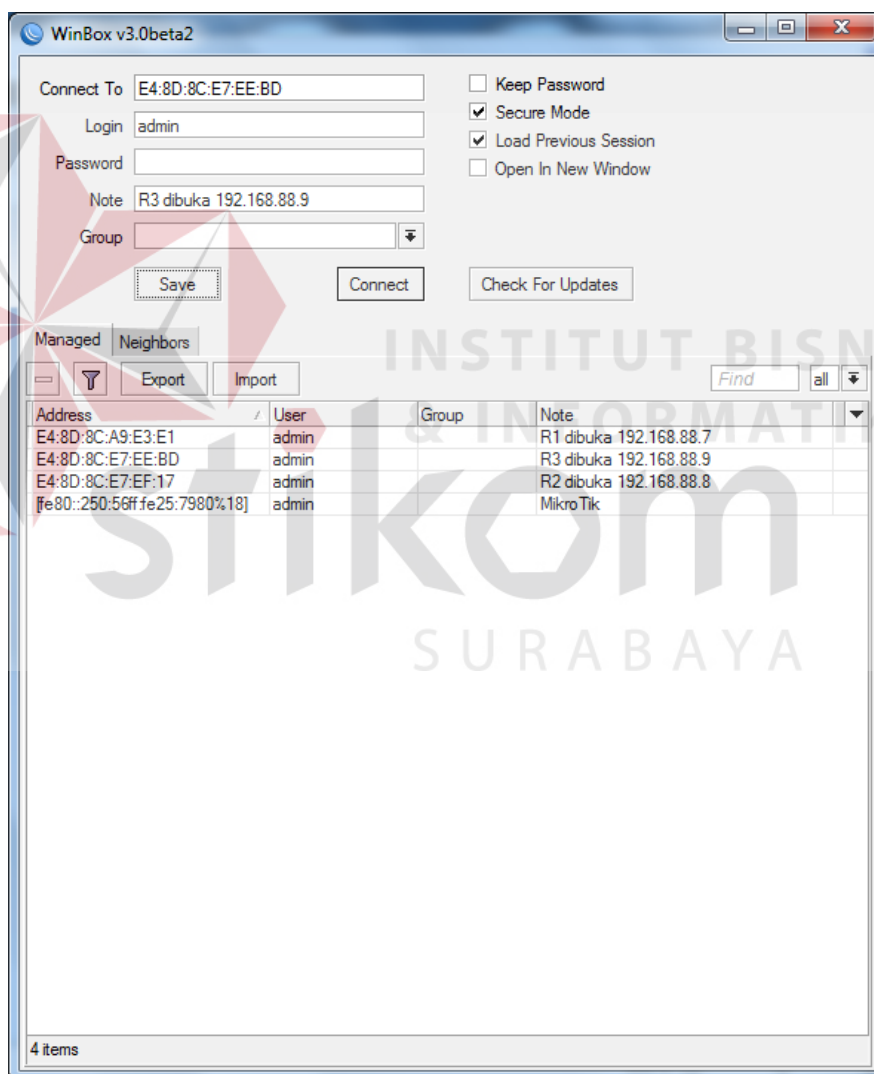 WinBox v3.0beta2
Connect To E4:8D:8C:E7:EE:BD
Keep Password
Login admin
Secure Mode
Load Previous Session
Password
Open In New Window
Note R3 dibuka 192.168.88.9
Group
Save Connect Check For Updates
Managed Neighbors
INSTITUT BISN
Export Import Find all
& INFORMATI
Address User Group Note
E4:8D:8C:A9:E3:E1 admin R1 dibuka 192.168.88.7
E4:8D:8C:E7:EE:BD admin R3 dibuka 192.168.88.9
E4:8D:8C:E7:EF:17 admin R2 dibuka 192.168.88.8
[fe80::250:56ff:fe25:7980%18] admin MikroTik
stikom
SURABAYA
4 items